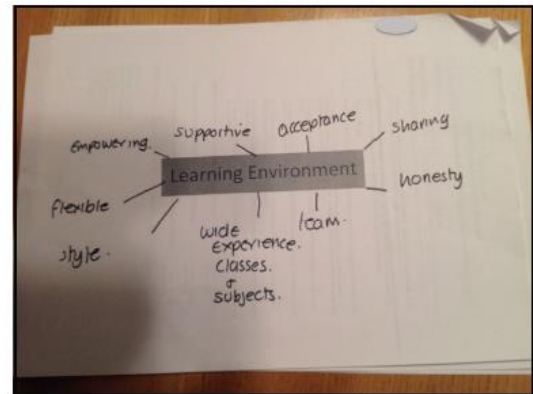 acceptance
supportive
sharing
empowering.
Learning Environment
honesty
flexible
style.
wide
experience.
classes.
&
subjects.
team.